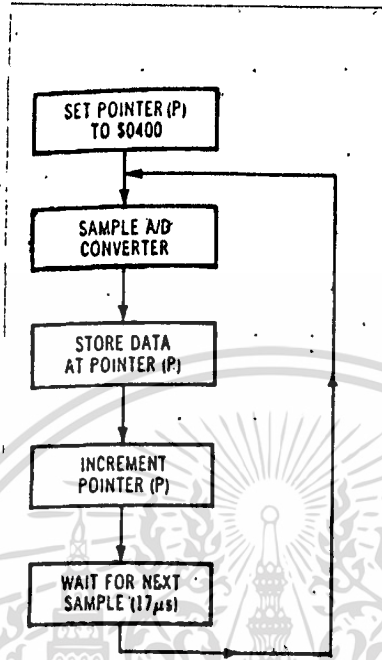 SET POINTER (P)
TO $0400
SAMPLE A/D
CONVERTER
STORE DATA
AT POINTER (P)
INCREMENT
POINTER (P)
WAIT FOR NEXT
SAMPLE (17μs)